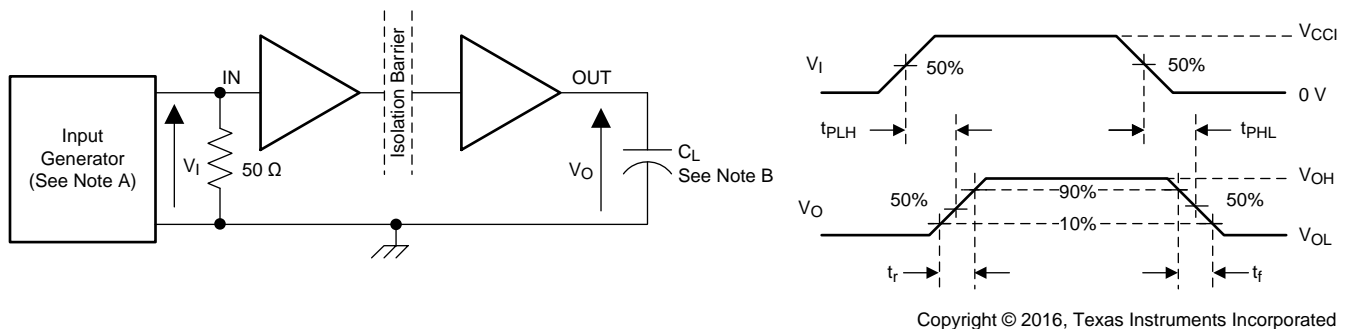 Input
Generator
(See Note A)
IN
V_I
50 Ω
Isolation Barrier
OUT
V_O
C_L
See Note B
V_I
50%
50%
V_CCI
0 V
t_PLH
t_PHL
V_O
50%
90%
10%
50%
V_OH
V_OL
t_r
t_f
Copyright © 2016, Texas Instruments Incorporated